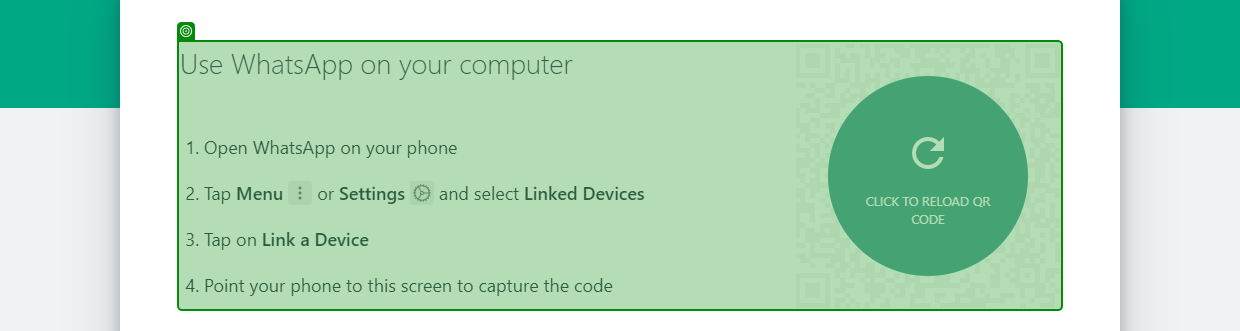 Use WhatsApp on your computer
1. Open WhatsApp on your phone
2. Tap Menu or Settings and select Linked Devices
3. Tap on Link a Device
4. Point your phone to this screen to capture the code
CLICK TO RELOAD QR
CODE